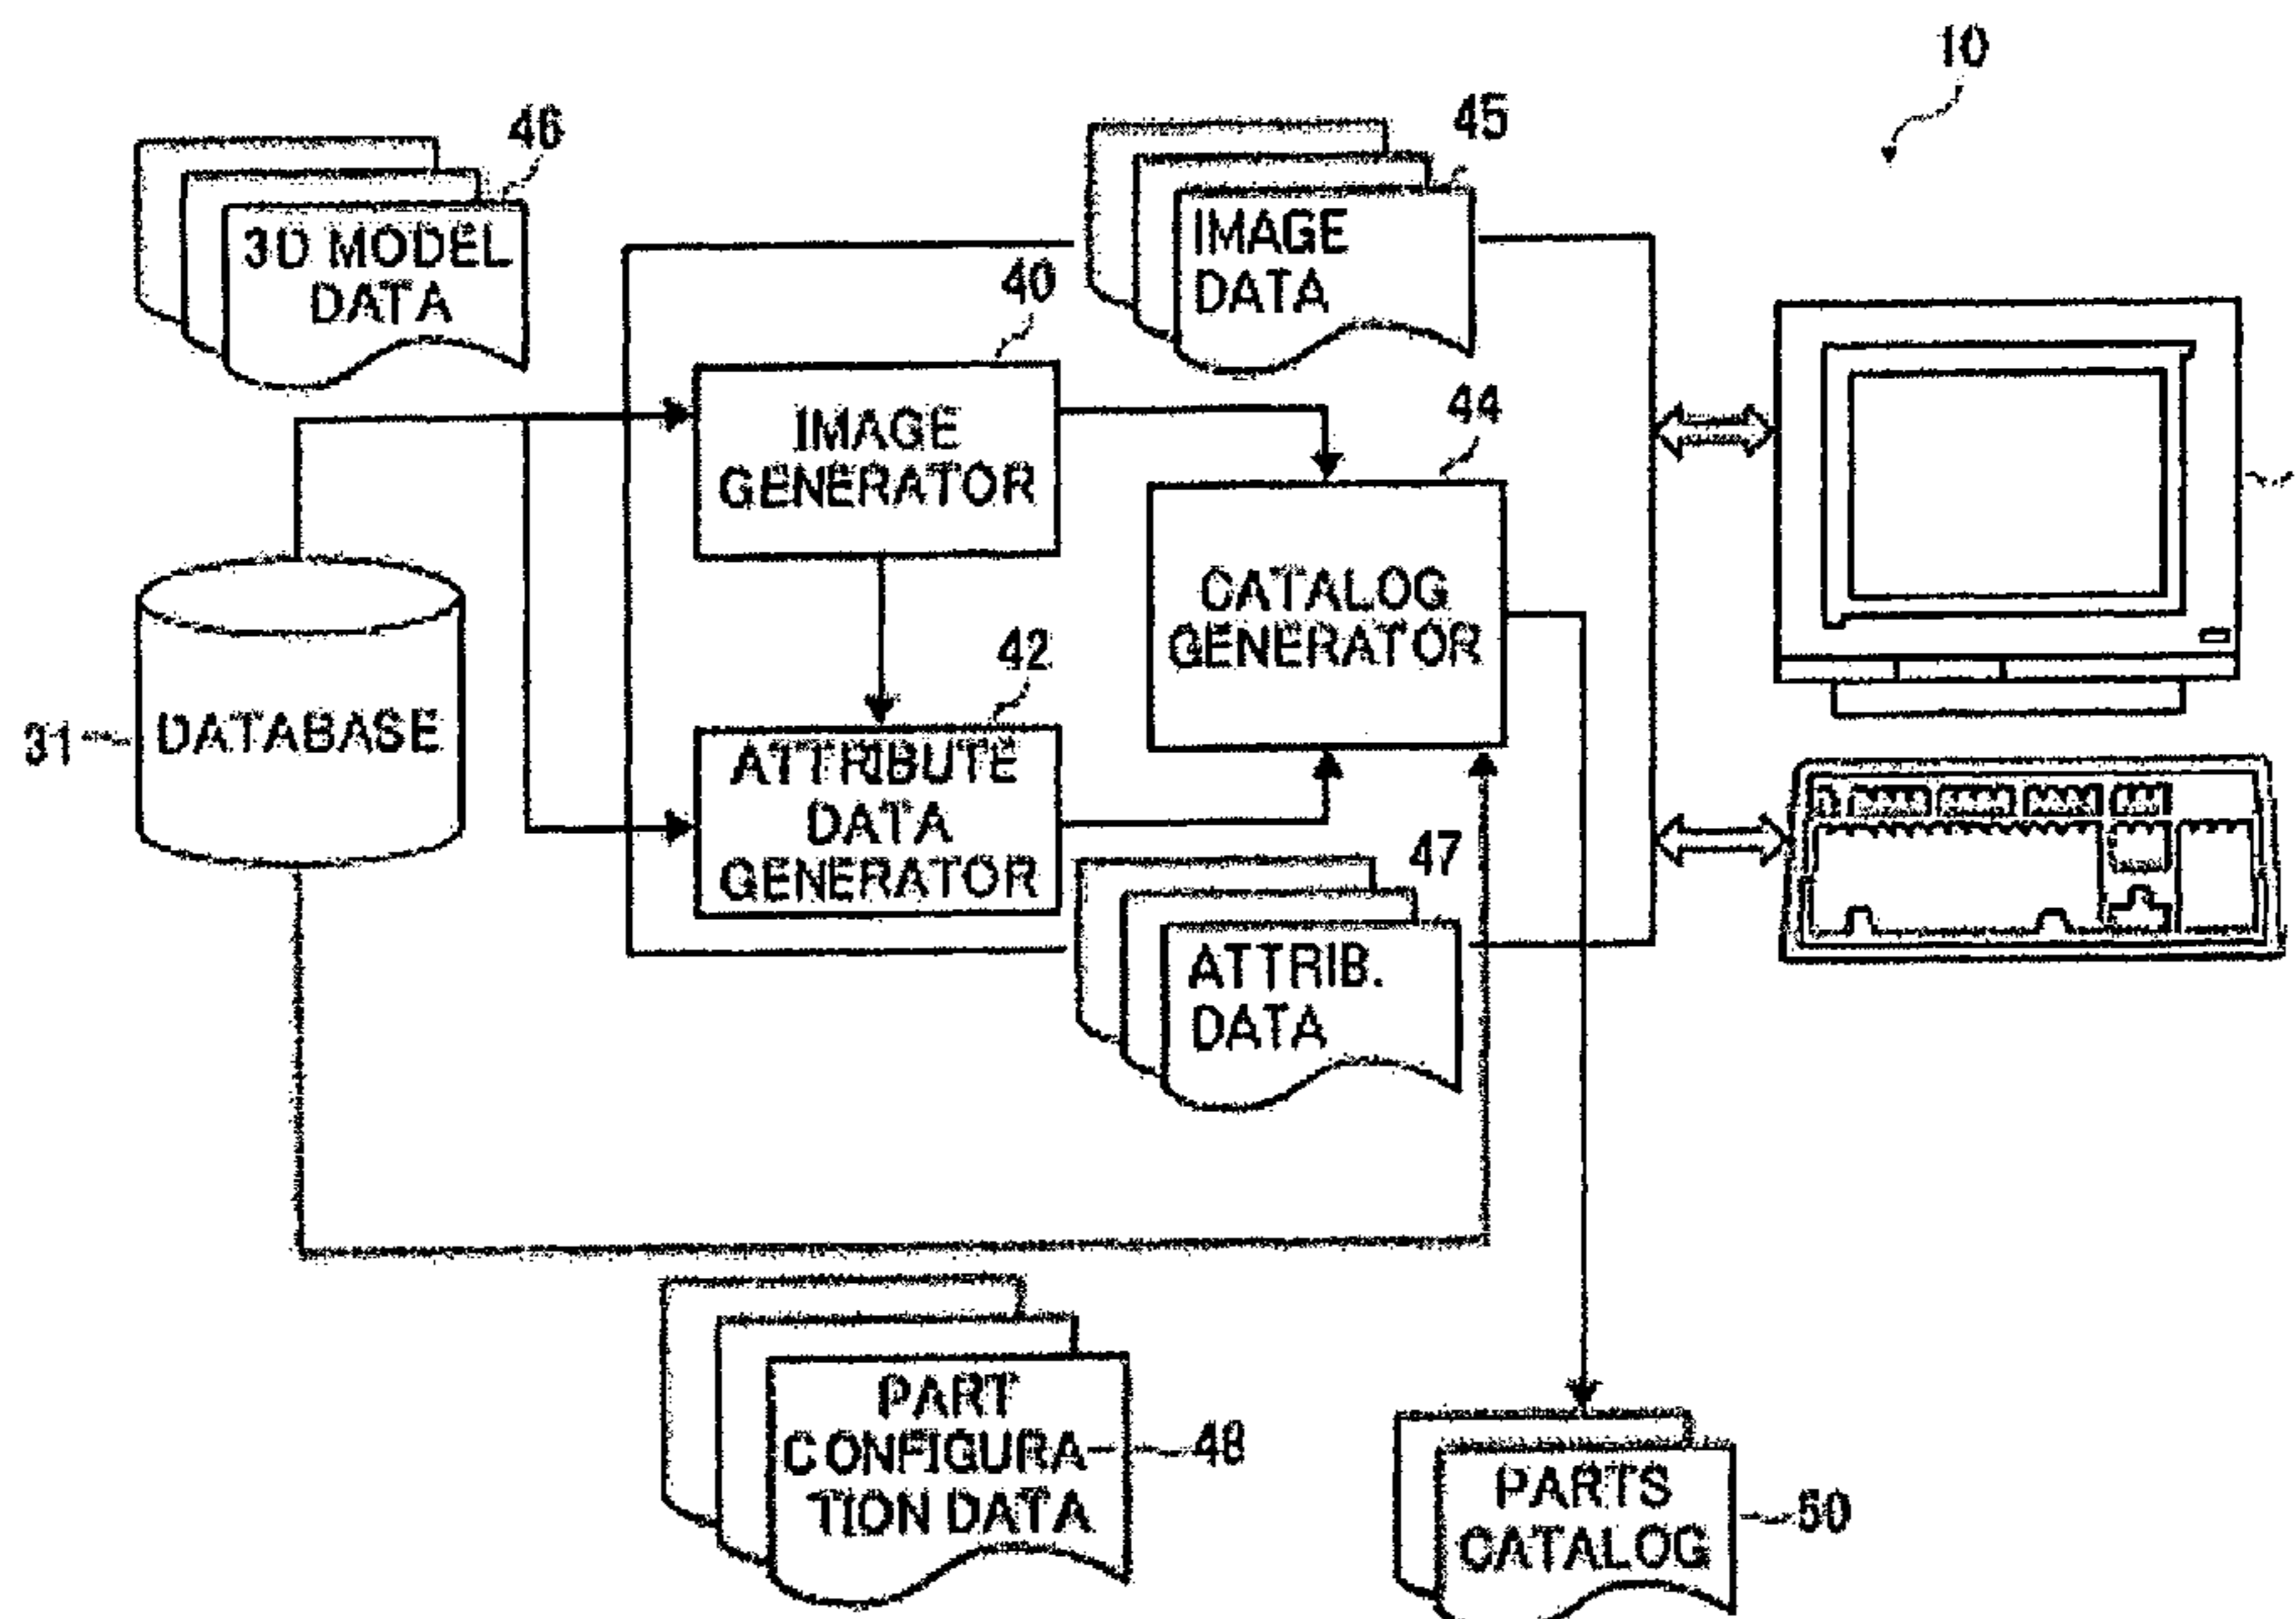 10
46
3D MODEL
DATA
45
IMAGE
DATA
40
IMAGE
GENERATOR
44
CATALOG
GENERATOR
31
DATABASE
42
ATTRIBUTE
DATA
GENERATOR
47
ATTRIB.
DATA
PART
CONFIGURA
TION DATA
48
PARTS
CATALOG
50